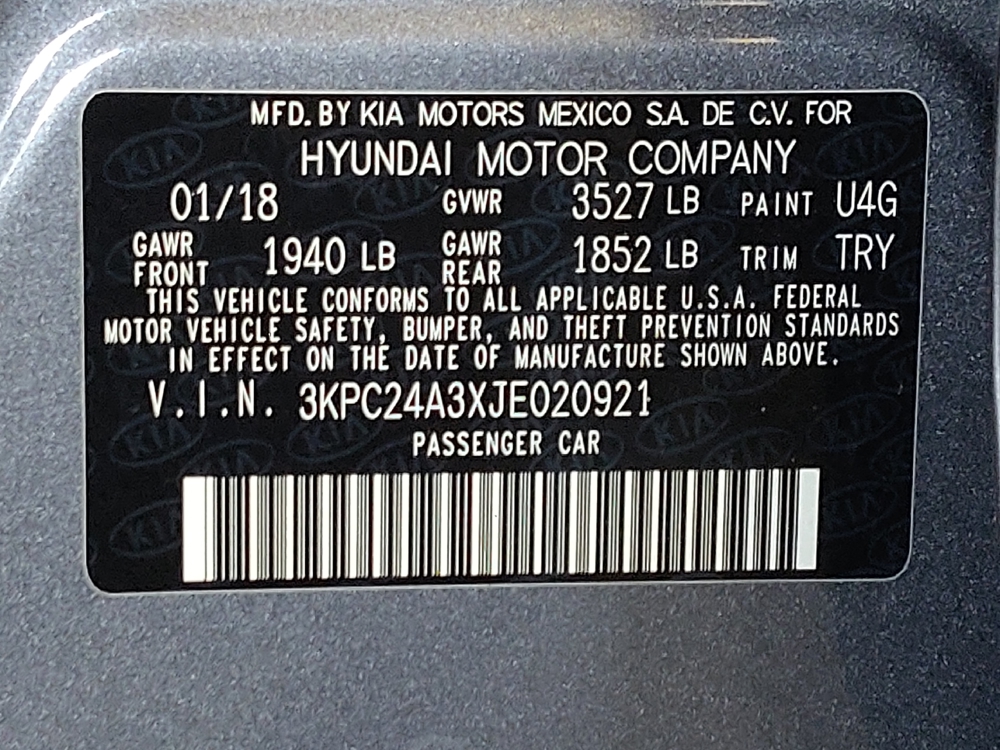 MFD. BY KIA MOTORS MEXICO S.A. DE C.V. FOR
HYUNDAI MOTOR COMPANY
01/18 GVWR 3527 LB PAINT U4G
GAWR FRONT 1940 LB GAWR REAR 1852 LB TRIM TRY
THIS VEHICLE CONFORMS TO ALL APPLICABLE U.S.A. FEDERAL
MOTOR VEHICLE SAFETY, BUMPER, AND THEFT PREVENTION STANDARDS
IN EFFECT ON THE DATE OF MANUFACTURE SHOWN ABOVE.
V.I.N. 3KPC24A3XJE020921
PASSENGER CAR